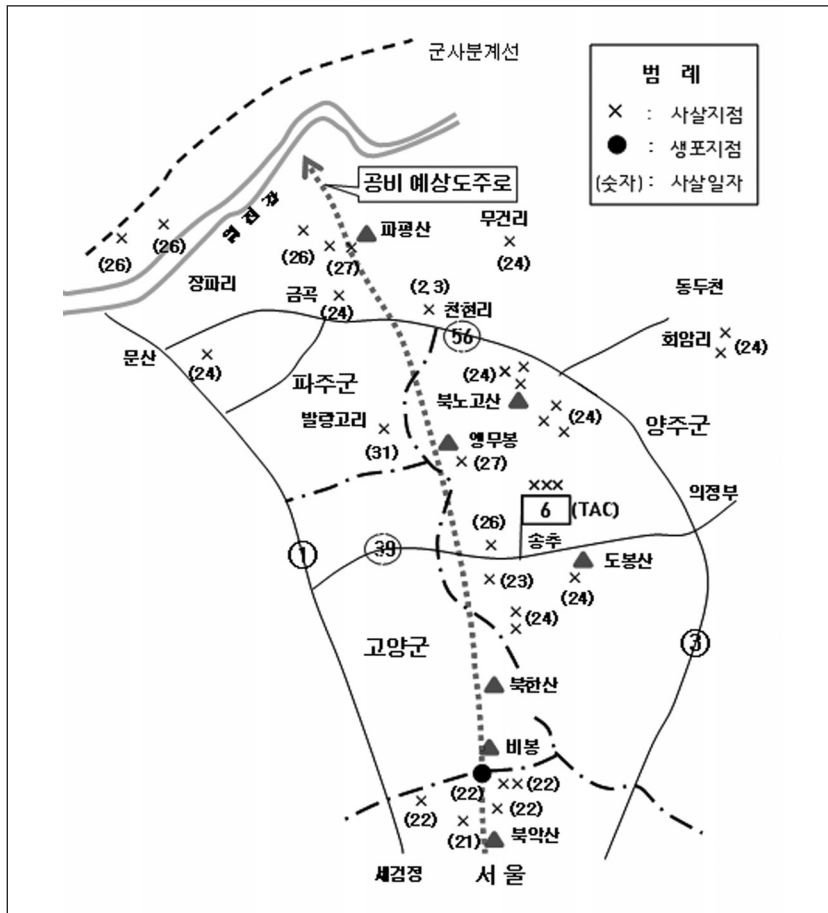 군사분계선
범 례
× : 사살지점
● : 생포지점
(숫자) : 사살일자
공비 예상도주로
임진강
파평산
무건리
(24)
(26)
(26)
(26)
(27)
장파리
금곡
(24)
(2,3)
천현리
동두천
56
회암리
(24)
문산
(24)
파주군
(24)
북노고산
(24)
양주군
발랑고리
(31)
앵무봉
(27)
의정부
6
(TAC)
(26)
송추
1
39
도봉산
(23)
(24)
(24)
고양군
3
북한산
비봉
(22)
(22)
(22)
(22)
(21)
북악산
세검정
서 울